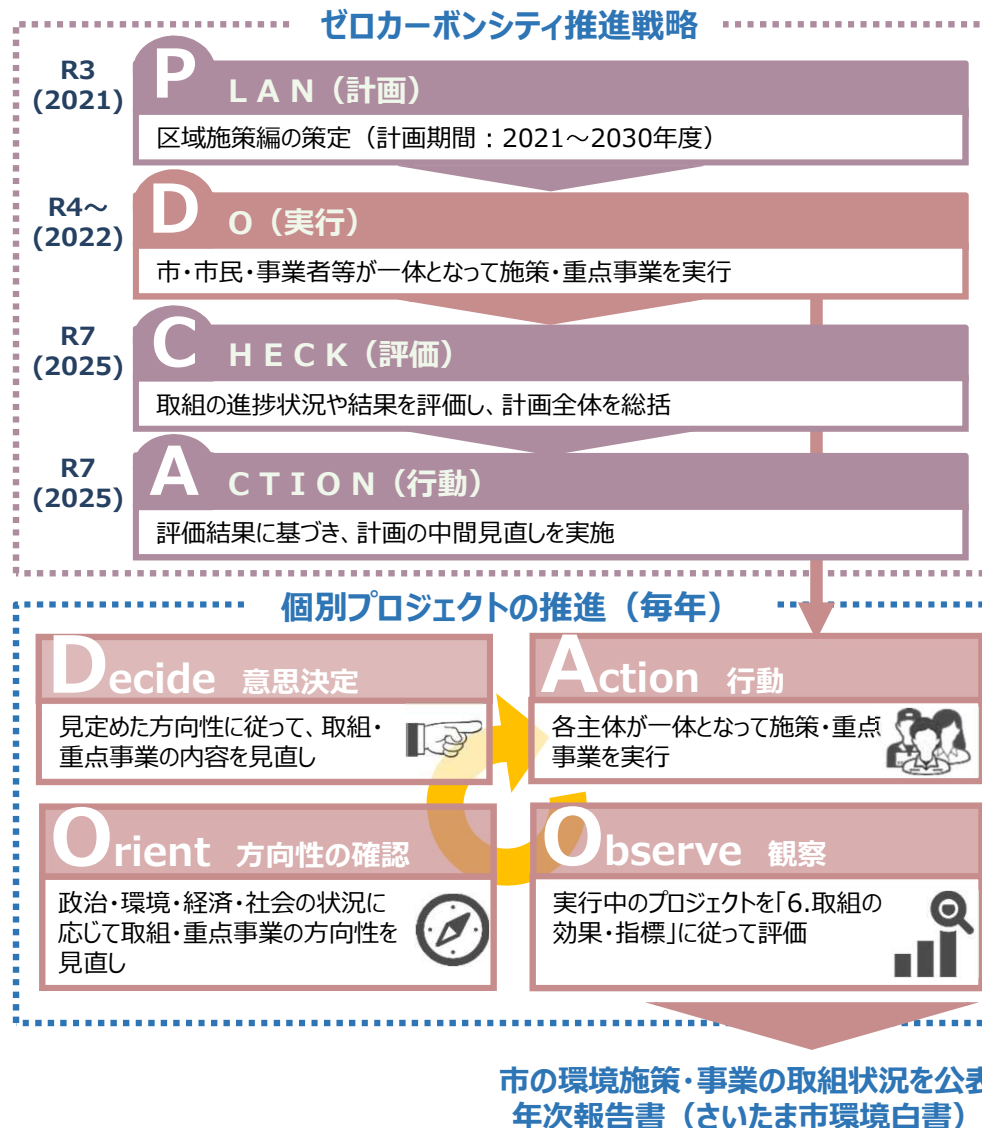 ゼロカーボンシティ推進戦略
R3
(2021)
PLAN（計画）
区域施策編の策定（計画期間：2021～2030年度）
R4～
(2022)
DO（実行）
市・市民・事業者等が一体となって施策・重点事業を実行
R7
(2025)
CHECK（評価）
取組の進捗状況や結果を評価し、計画全体を総括
R7
(2025)
ACTION（行動）
評価結果に基づき、計画の中間見直しを実施
個別プロジェクトの推進（毎年）
Decide 意思決定
見定めた方向性に従って、取組・
重点事業の内容を見直し
Action 行動
各主体が一体となって施策・重点
事業を実行
Orient 方向性の確認
政治・環境・経済・社会の状況に
応じて取組・重点事業の方向性を
見直し
Observe 観察
実行中のプロジェクトを「6.取組の
効果・指標」に従って評価
市の環境施策・事業の取組状況を公表
年次報告書（さいたま市環境白書）